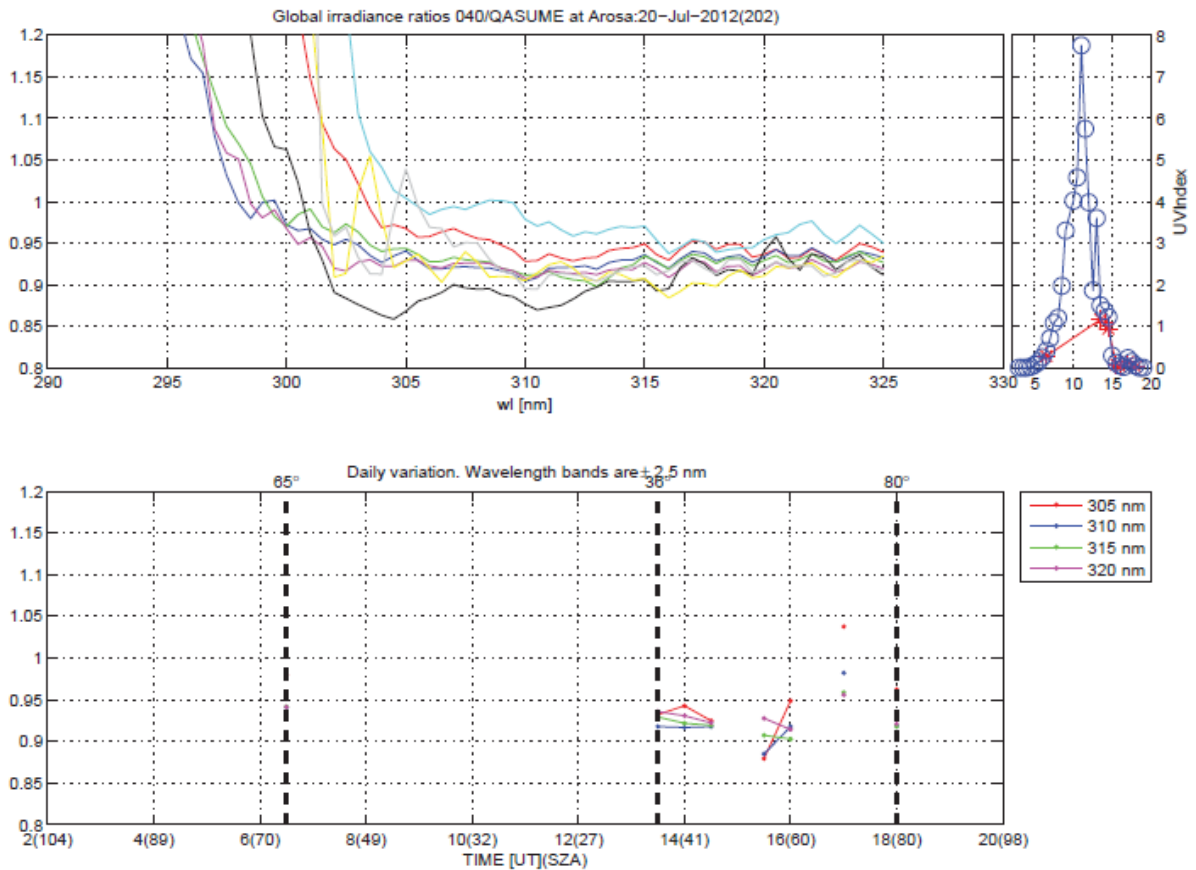 Global irradiance ratios 040/QASUME at Arosa:20−Jul−2012(202)
1.2
1.15
1.1
1.05
1
0.95
0.9
0.85
0.8
290 295 300 305 310 315 320 325 330
wl [nm]
8
7
6
5
4
3
2
1
0
UVIndex
5 10 15 20
Daily variation. Wavelength bands are± 2.5 nm
65° 36° 80°
1.2
1.15
1.1
1.05
1
0.95
0.9
0.85
0.8
2(104) 4(89) 6(70) 8(49) 10(32) 12(27) 14(41) 16(60) 18(80) 20(98)
TIME [UT](SZA)
305 nm
310 nm
315 nm
320 nm